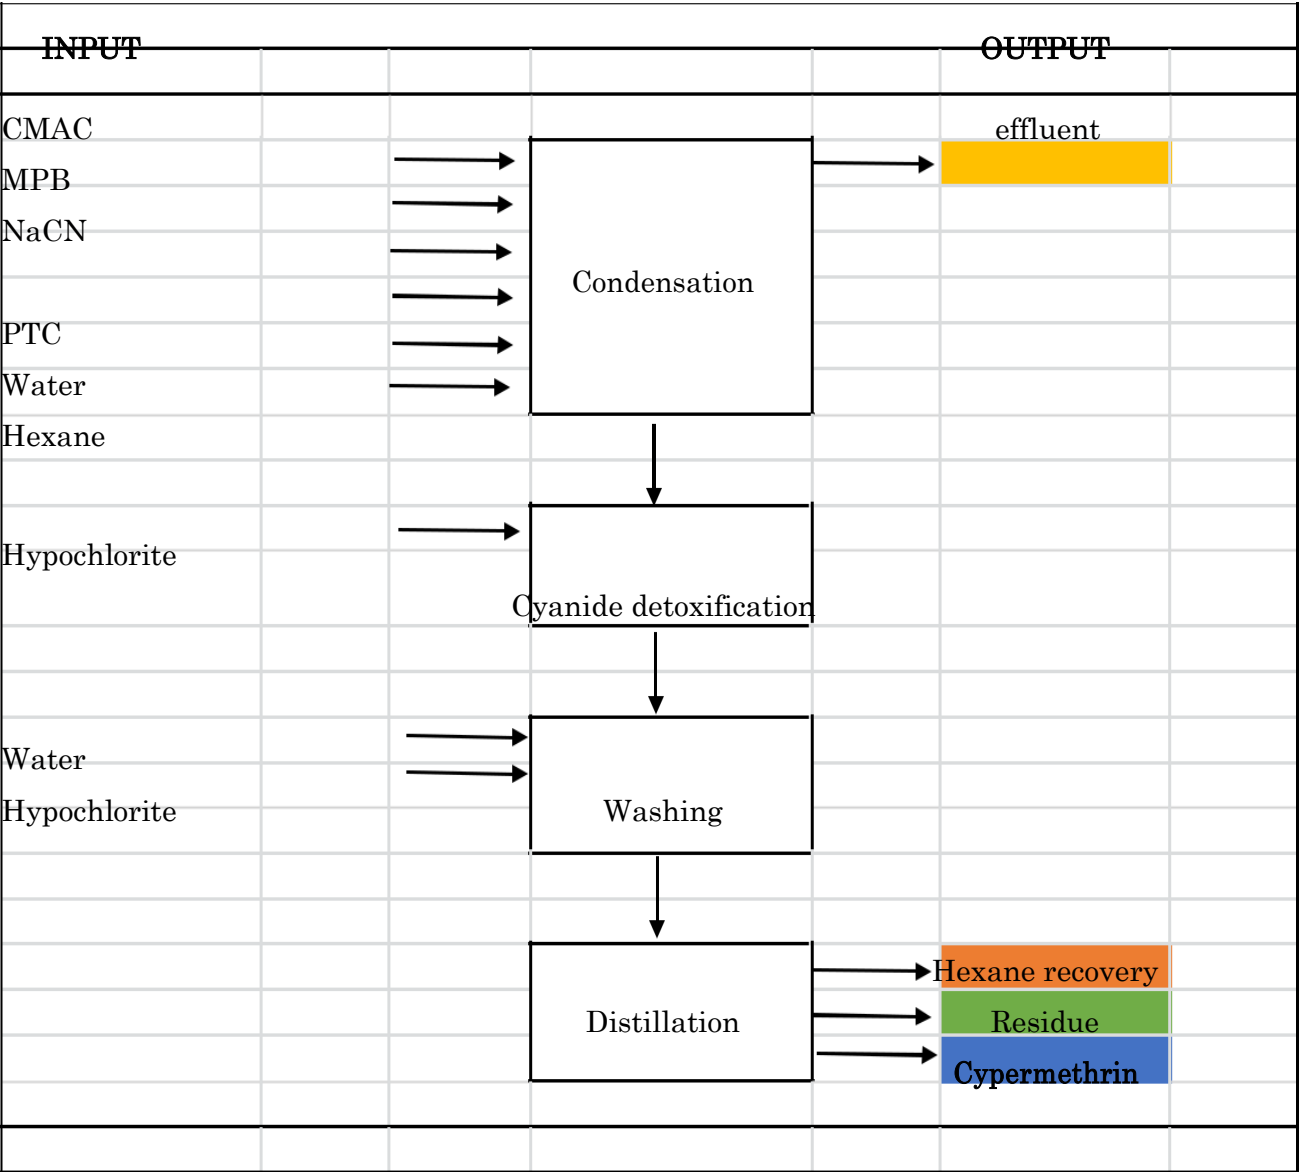 INPUT OUTPUT
CMAC effluent
MPB
NaCN
Condensation
PTC
Water
Hexane
Hypochlorite
Cyanide detoxification
Water
Hypochlorite Washing
Hexane recovery
Distillation Residue
Cypermethrin